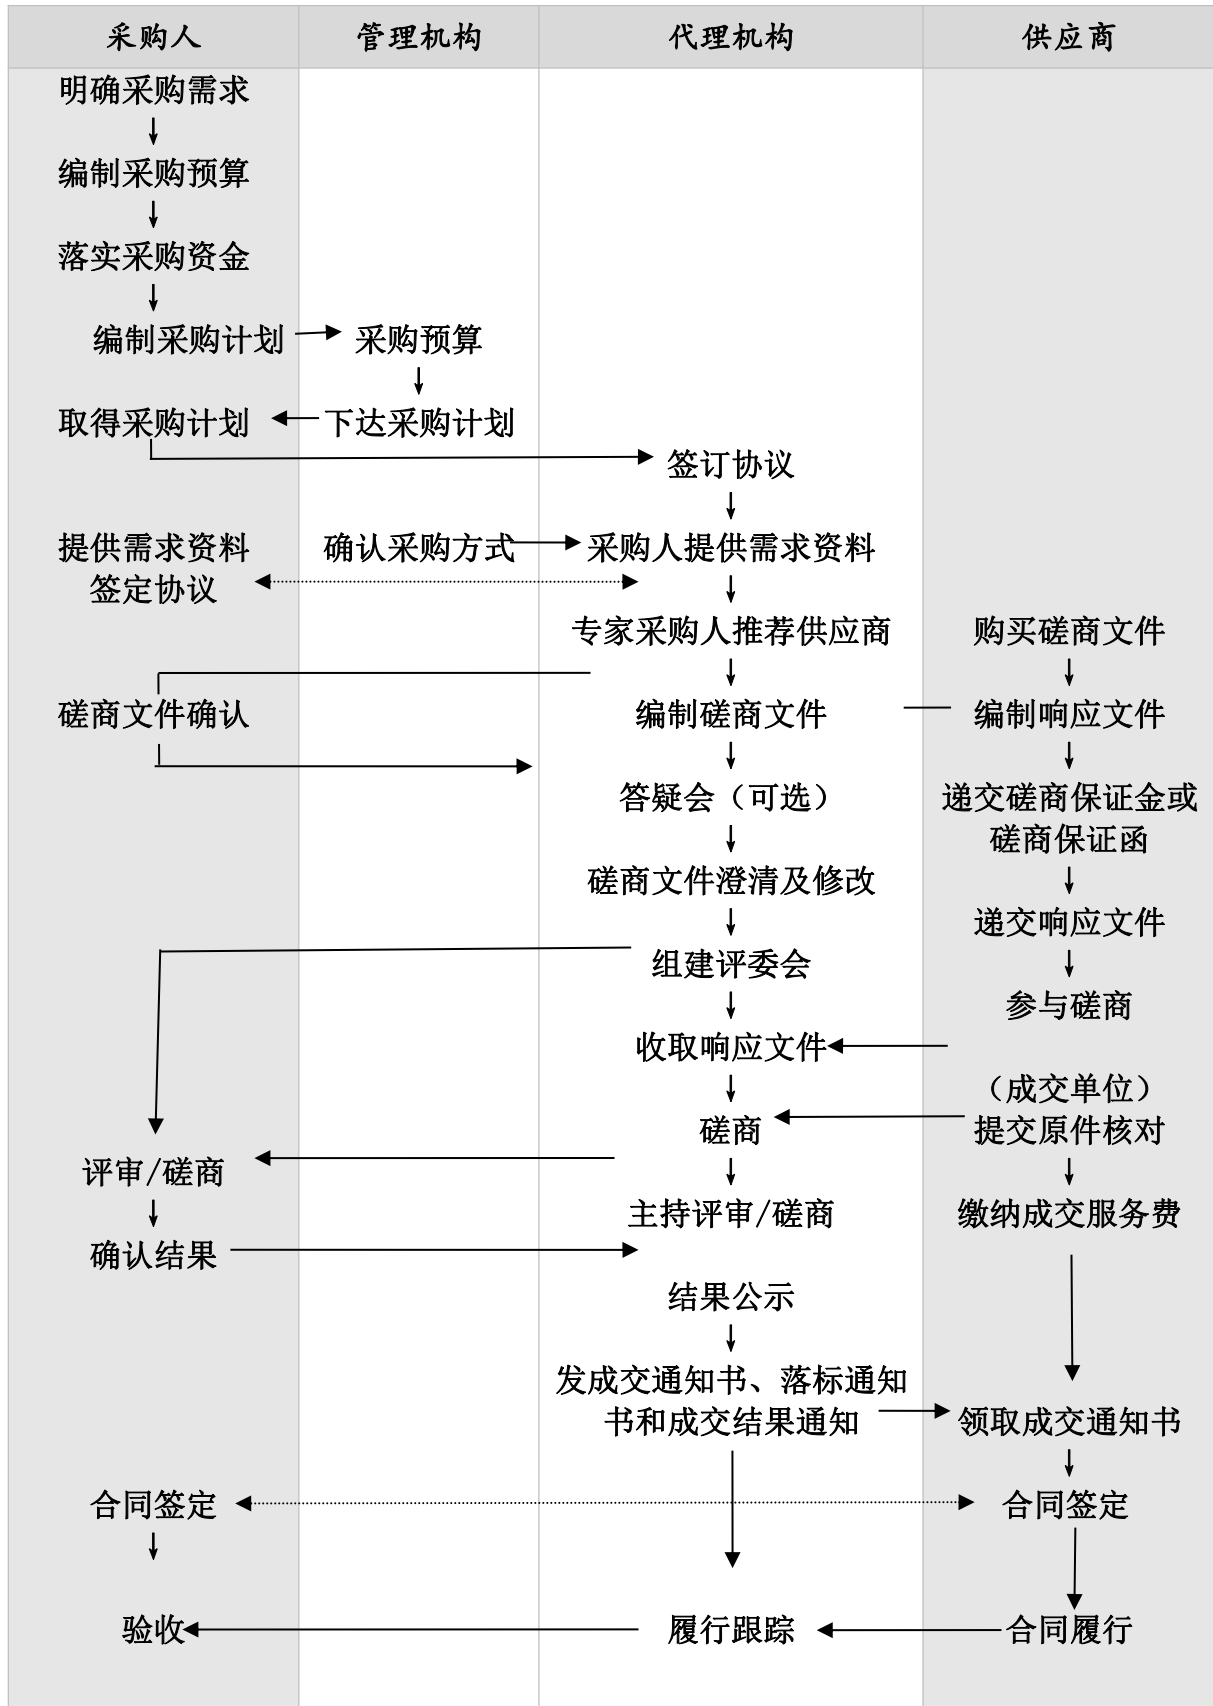 采购人 管理机构 代理机构 供应商
明确采购需求
↓
编制采购预算
↓
落实采购资金
↓
编制采购计划 采购预算
↓
取得采购计划 下达采购计划
签订协议
↓
提供需求资料 确认采购方式 采购人提供需求资料
签定协议 ↓
专家采购人推荐供应商 购买磋商文件
↓ ↓
磋商文件确认 编制磋商文件 编制响应文件
↓ ↓
答疑会（可选） 递交磋商保证金或
↓ 磋商保证函
磋商文件澄清及修改 ↓
↓ 递交响应文件
组建评委会 ↓
↓ 参与磋商
收取响应文件
↓ （成交单位）
磋商 提交原件核对
评审/磋商 ↓ ↓
↓ 主持评审/磋商 缴纳成交服务费
确认结果
结果公示
↓
发成交通知书、落标通知
书和成交结果通知 领取成交通知书
↓
合同签定 合同签定
↓
验收 履行跟踪 合同履行